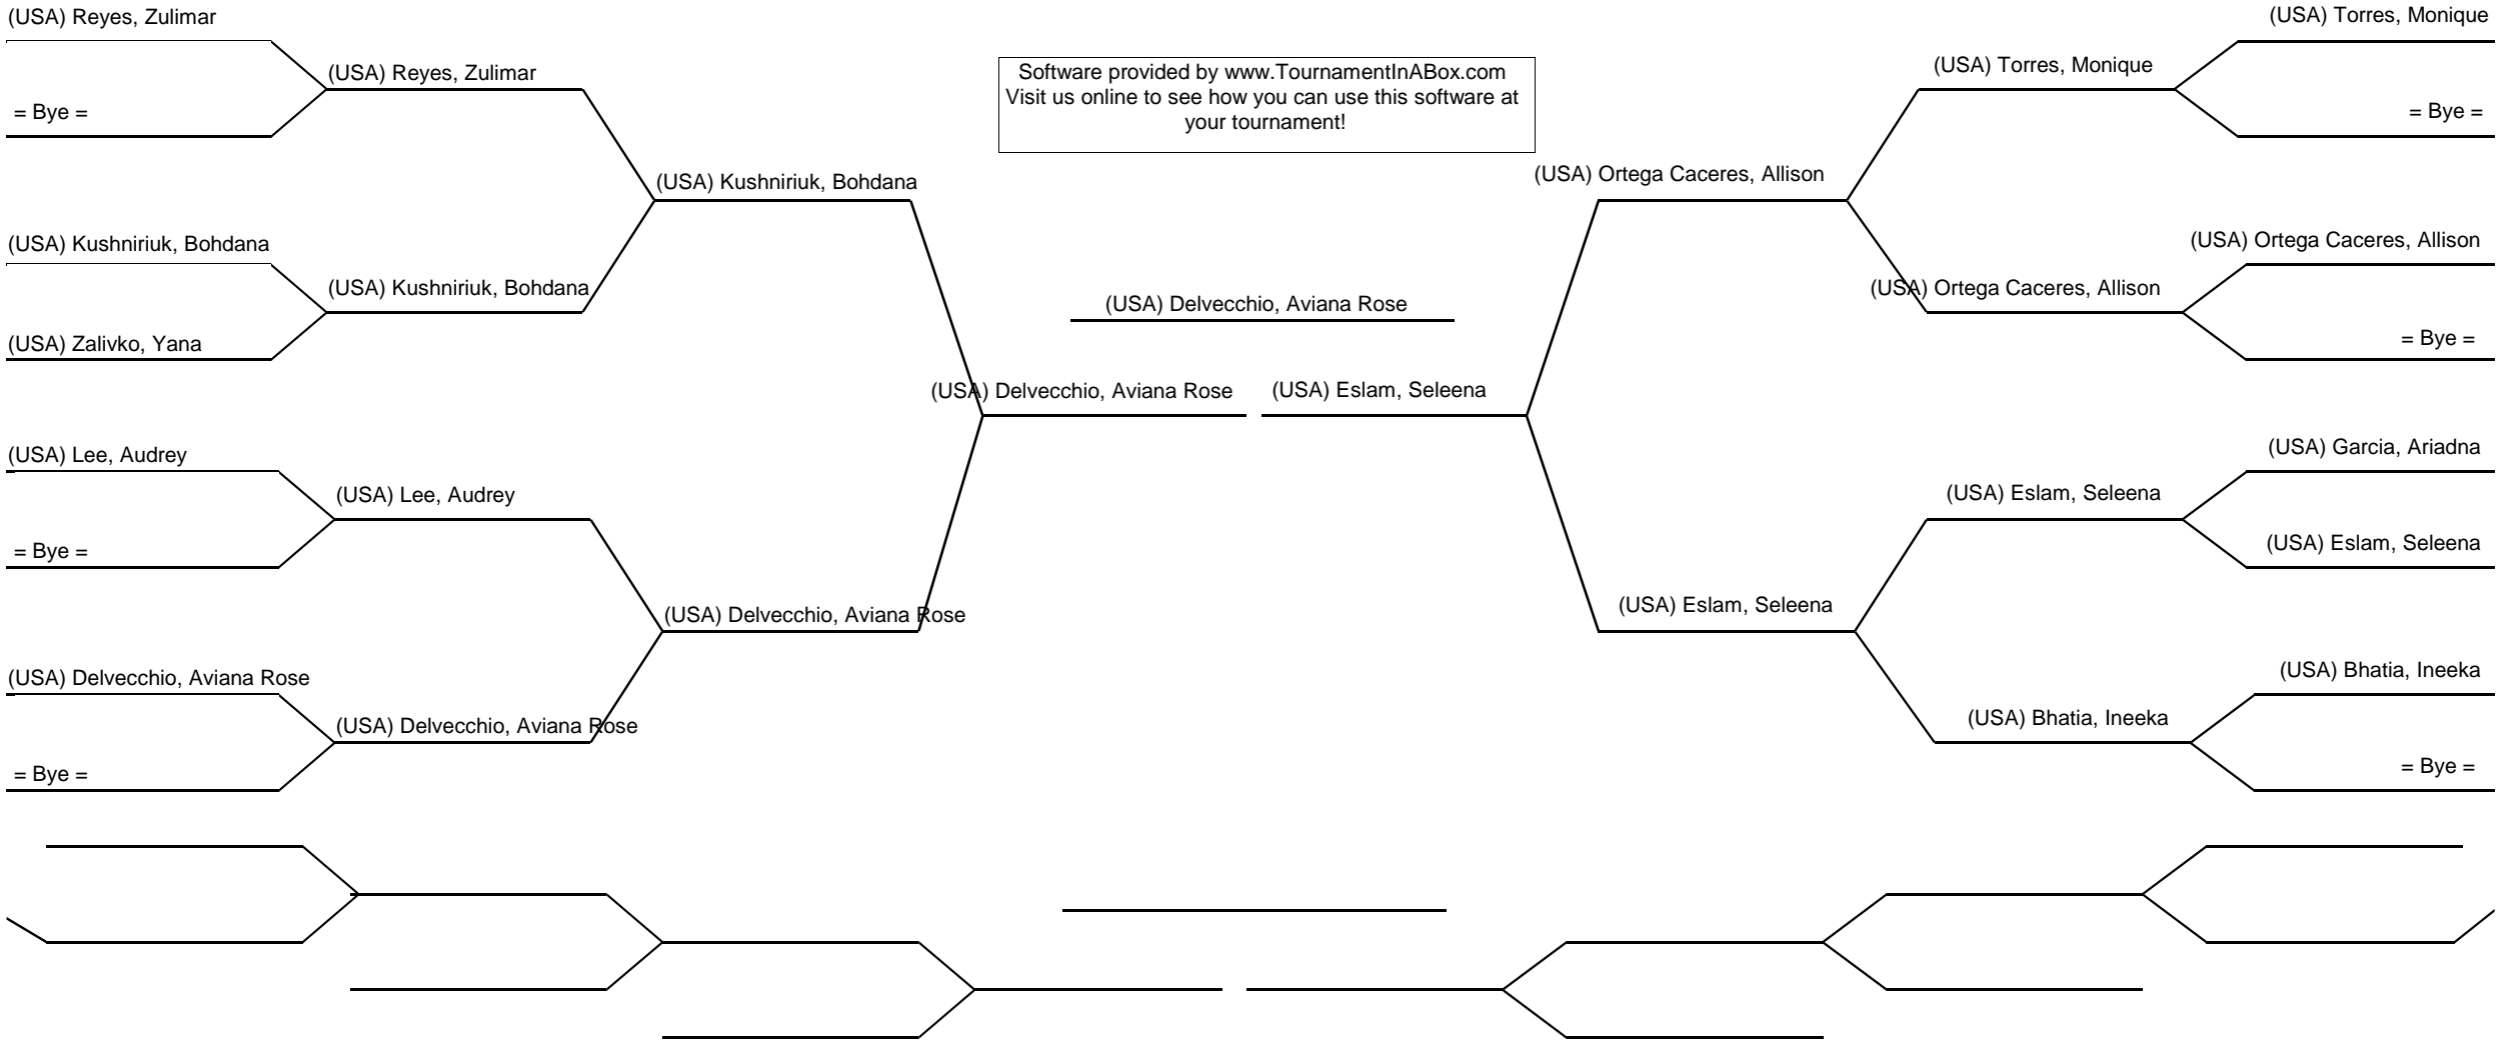 (USA) Reyes, Zulimar
= Bye =
(USA) Kushniriuk, Bohdana
(USA) Zalivko, Yana
(USA) Lee, Audrey
= Bye =
(USA) Delvecchio, Aviana Rose
= Bye =
(USA) Reyes, Zulimar
(USA) Kushniriuk, Bohdana
(USA) Lee, Audrey
(USA) Delvecchio, Aviana Rose
(USA) Kushniriuk, Bohdana
(USA) Delvecchio, Aviana Rose
(USA) Delvecchio, Aviana Rose
Software provided by www.TournamentInABox.com
Visit us online to see how you can use this software at
your tournament!
(USA) Delvecchio, Aviana Rose
(USA) Eslam, Seleena
(USA) Ortega Caceres, Allison
(USA) Eslam, Seleena
(USA) Torres, Monique
(USA) Ortega Caceres, Allison
(USA) Eslam, Seleena
(USA) Bhatia, Ineeka
(USA) Torres, Monique
= Bye =
(USA) Ortega Caceres, Allison
= Bye =
(USA) Garcia, Ariadna
(USA) Eslam, Seleena
(USA) Bhatia, Ineeka
= Bye =